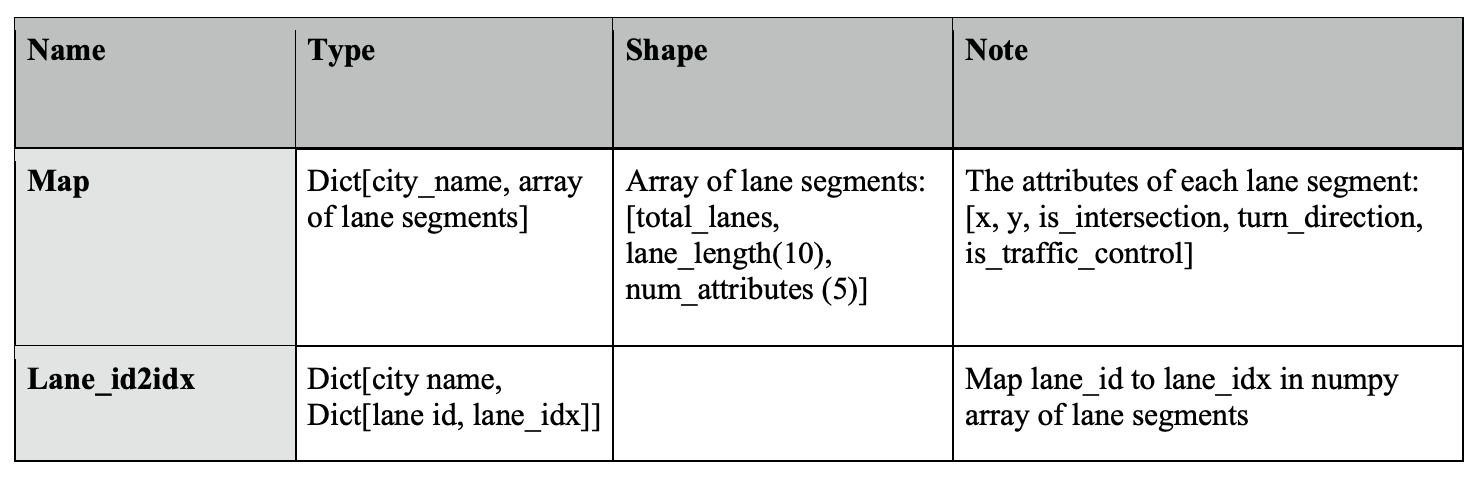 Name
Type
Shape
Note
Map
Dict[city_name, array
of lane segments]
Array of lane segments:
[total_lanes,
lane_length(10),
num_attributes (5)]
The attributes of each lane segment:
[x, y, is_intersection, turn_direction,
is_traffic_control]
Lane_id2idx
Dict[city name,
Dict[lane id, lane_idx]]
Map lane_id to lane_idx in numpy
array of lane segments